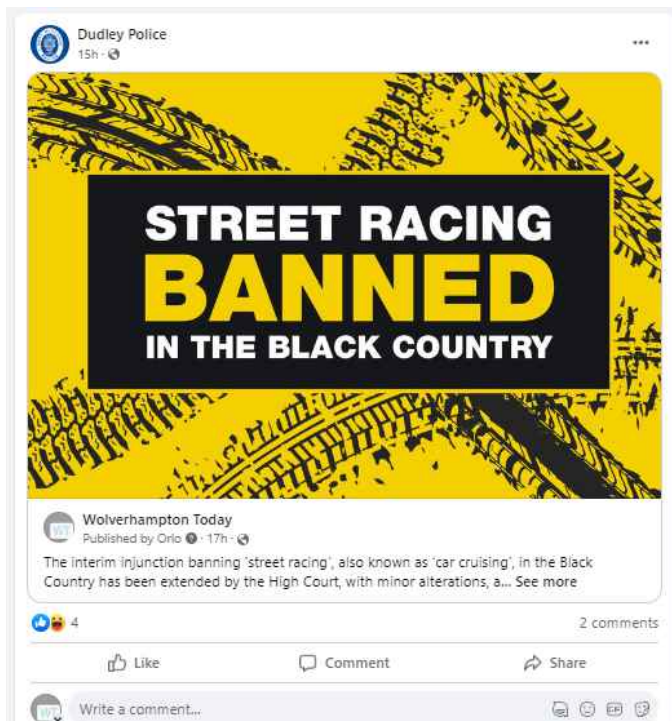 Dudley Police
15h ·
STREET RACING
BANNED
IN THE BLACK COUNTRY
Wolverhampton Today
Published by Orlo · 17h ·
The interim injunction banning 'street racing', also known as 'car cruising', in the Black
Country has been extended by the High Court, with minor alterations, a... See more
4
2 comments
Like
Comment
Share
WT
Write a comment...
GIF